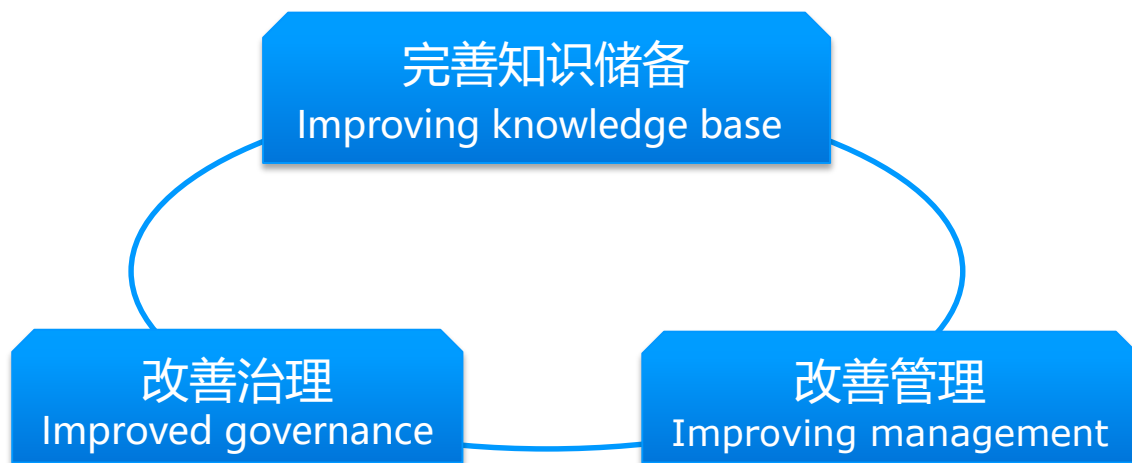 完善知识储备
Improving knowledge base
改善治理
Improved governance
改善管理
Improving management